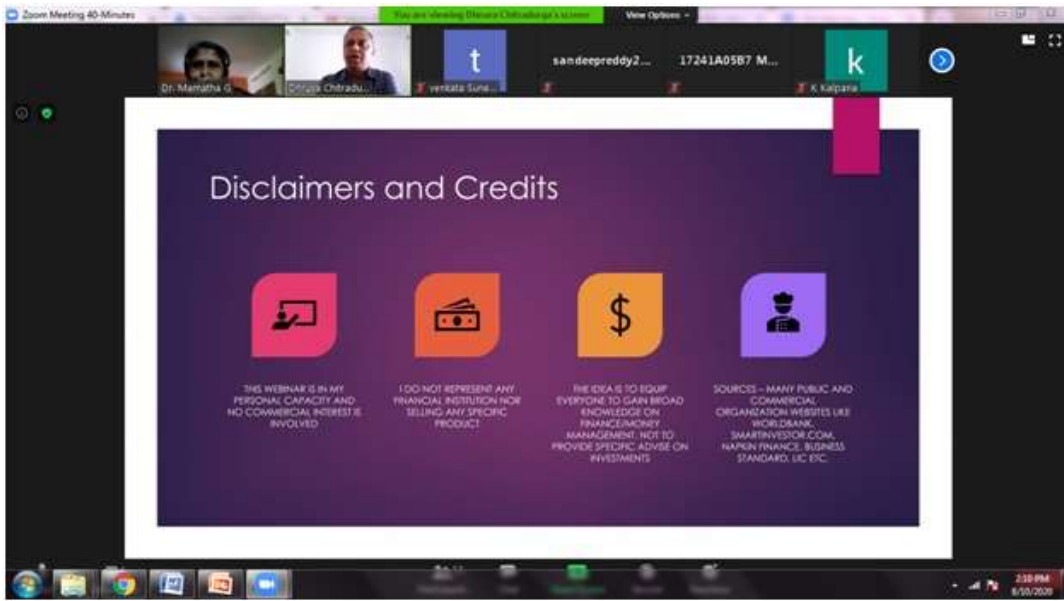 Zoom Meeting 40-Minutes
You are viewing Dhruva Chitradurga's screen
View Options
t
sandeepreddy2...
17241A05B7 M...
k
Dr. Mamatha G
Dhruva Chitradu...
venkata Sune...
K Kalpana
Disclaimers and Credits
$
THIS WEBINAR IS IN MY
PERSONAL CAPACITY AND
NO COMMERCIAL INTEREST IS
INVOLVED
I DO NOT REPRESENT ANY
FINANCIAL INSTITUTION NOR
SELLING ANY SPECIFIC
PRODUCT
THE IDEA IS TO EQUIP
EVERYONE TO GAIN BROAD
KNOWLEDGE ON
FINANCE/MONEY
MANAGEMENT, NOT TO
PROVIDE SPECIFIC ADVISE ON
INVESTMENTS
SOURCES – MANY PUBLIC AND
COMMERCIAL
ORGANIZATION WEBSITES LIKE
WORLDBANK,
SMARTINVESTOR.COM,
NAPKIN FINANCE, BUSINESS
STANDARD, LIC ETC.
2:10 PM
6/10/2020